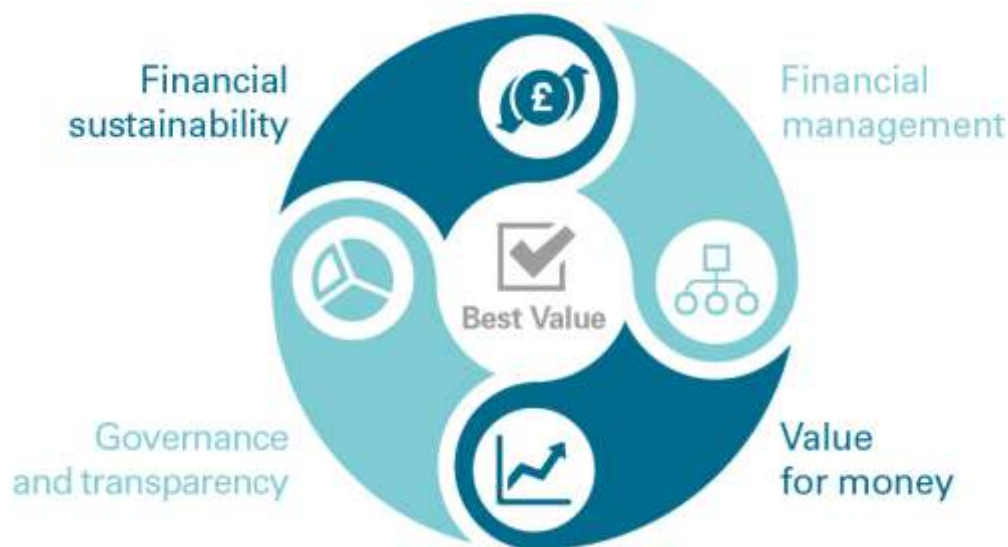 Financial
sustainability
Financial
management
£
Best Value
Governance
and transparency
Value
for money